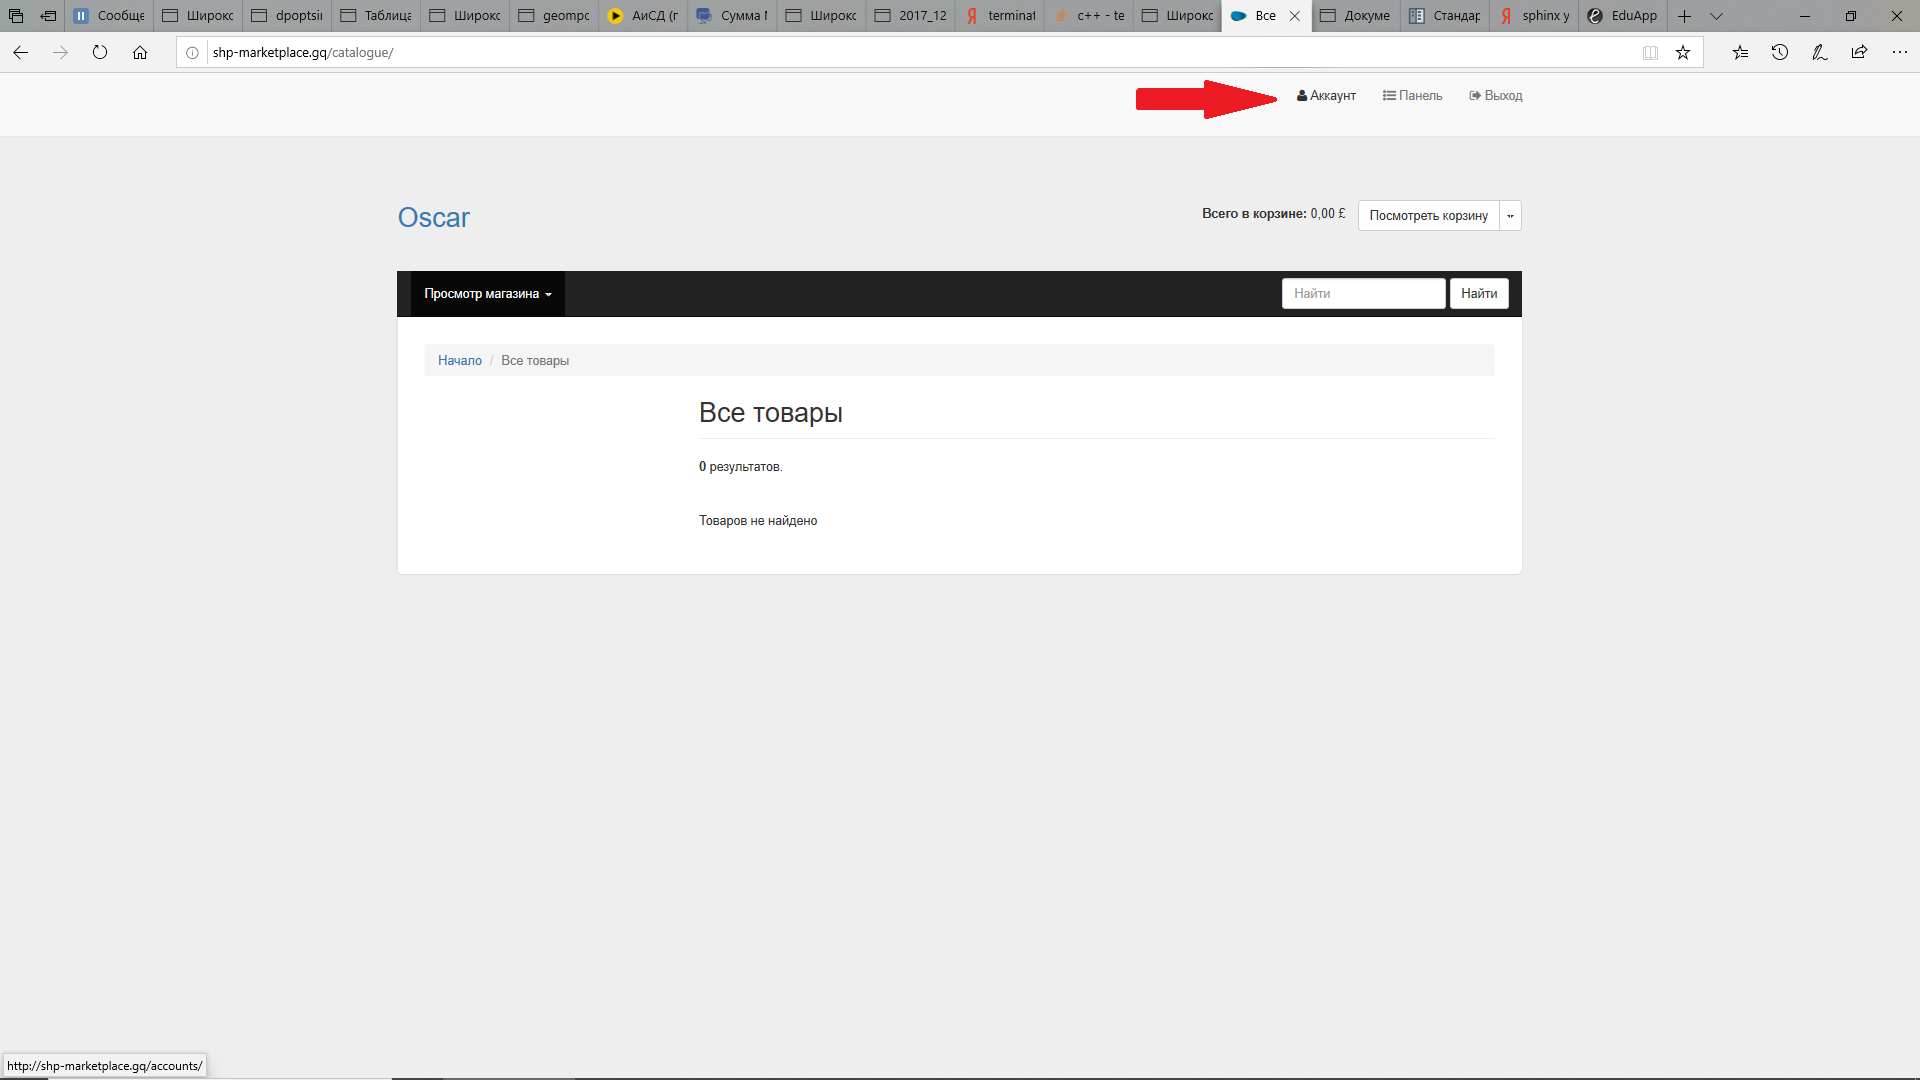 Сообще
Широкс
dpoptsii
Таблица
Широкс
geompc
АиСД (г
Сумма
Широкс
2017_12
terminat
c++ - te
Широкс
Все
Докуме
Стандар
sphinx y
EduApp
shp-marketplace.gq/catalogue/
Аккаунт
Панель
Выход
Oscar
Всего в корзине: 0,00 £
Посмотреть корзину
Просмотр магазина
Найти
Найти
Начало / Все товары
Все товары
0 результатов.
Товаров не найдено
http://shp-marketplace.gq/accounts/